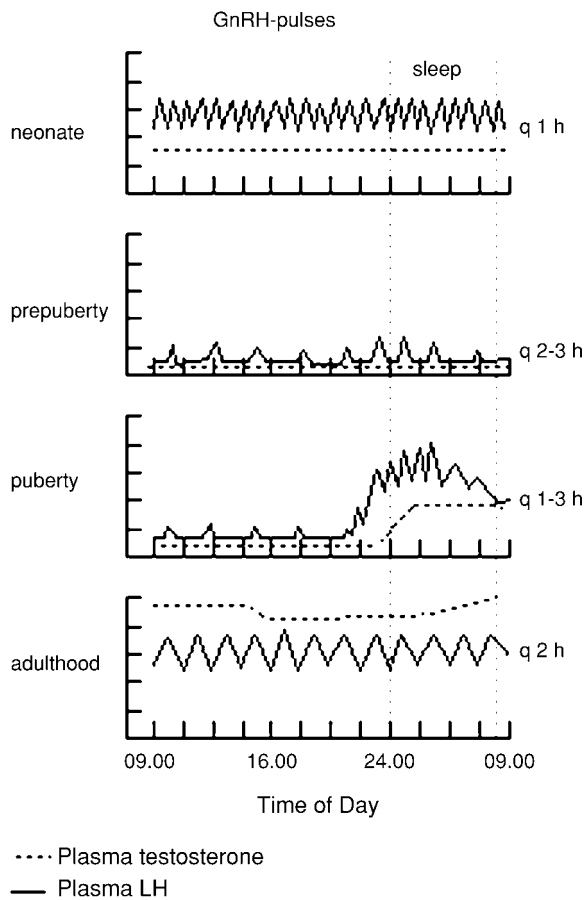 GnRH-pulses
sleep
neonate
q 1 h
prepuberty
q 2-3 h
puberty
q 1-3 h
adulthood
q 2 h
09.00 16.00 24.00 09.00
Time of Day
Plasma testosterone
Plasma LH